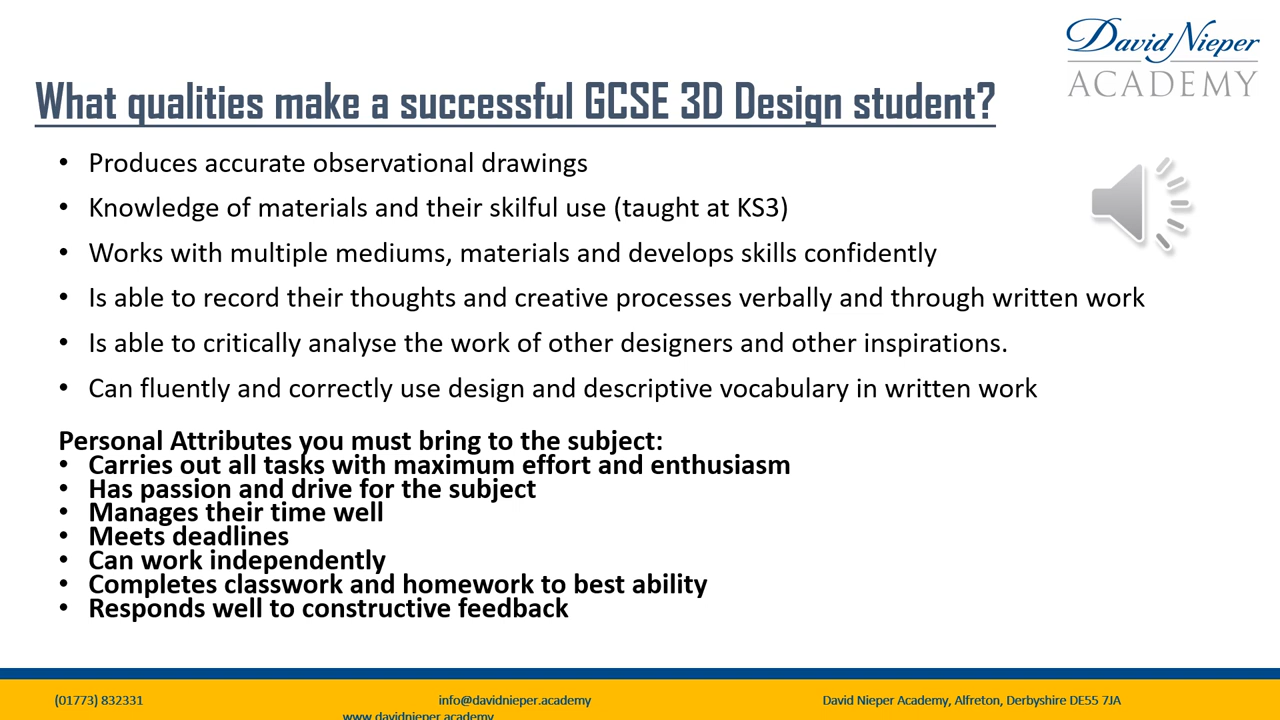 David Nieper
ACADEMY
What qualities make a successful GCSE 3D Design student?
• Produces accurate observational drawings
• Knowledge of materials and their skilful use (taught at KS3)
• Works with multiple mediums, materials and develops skills confidently
• Is able to record their thoughts and creative processes verbally and through written work
• Is able to critically analyse the work of other designers and other inspirations.
• Can fluently and correctly use design and descriptive vocabulary in written work
Personal Attributes you must bring to the subject:
• Carries out all tasks with maximum effort and enthusiasm
• Has passion and drive for the subject
• Manages their time well
• Meets deadlines
• Can work independently
• Completes classwork and homework to best ability
• Responds well to constructive feedback
(01773) 832331 info@davidnieper.academy David Nieper Academy, Alfreton, Derbyshire DE55 7JA
www.davidnieper.academy